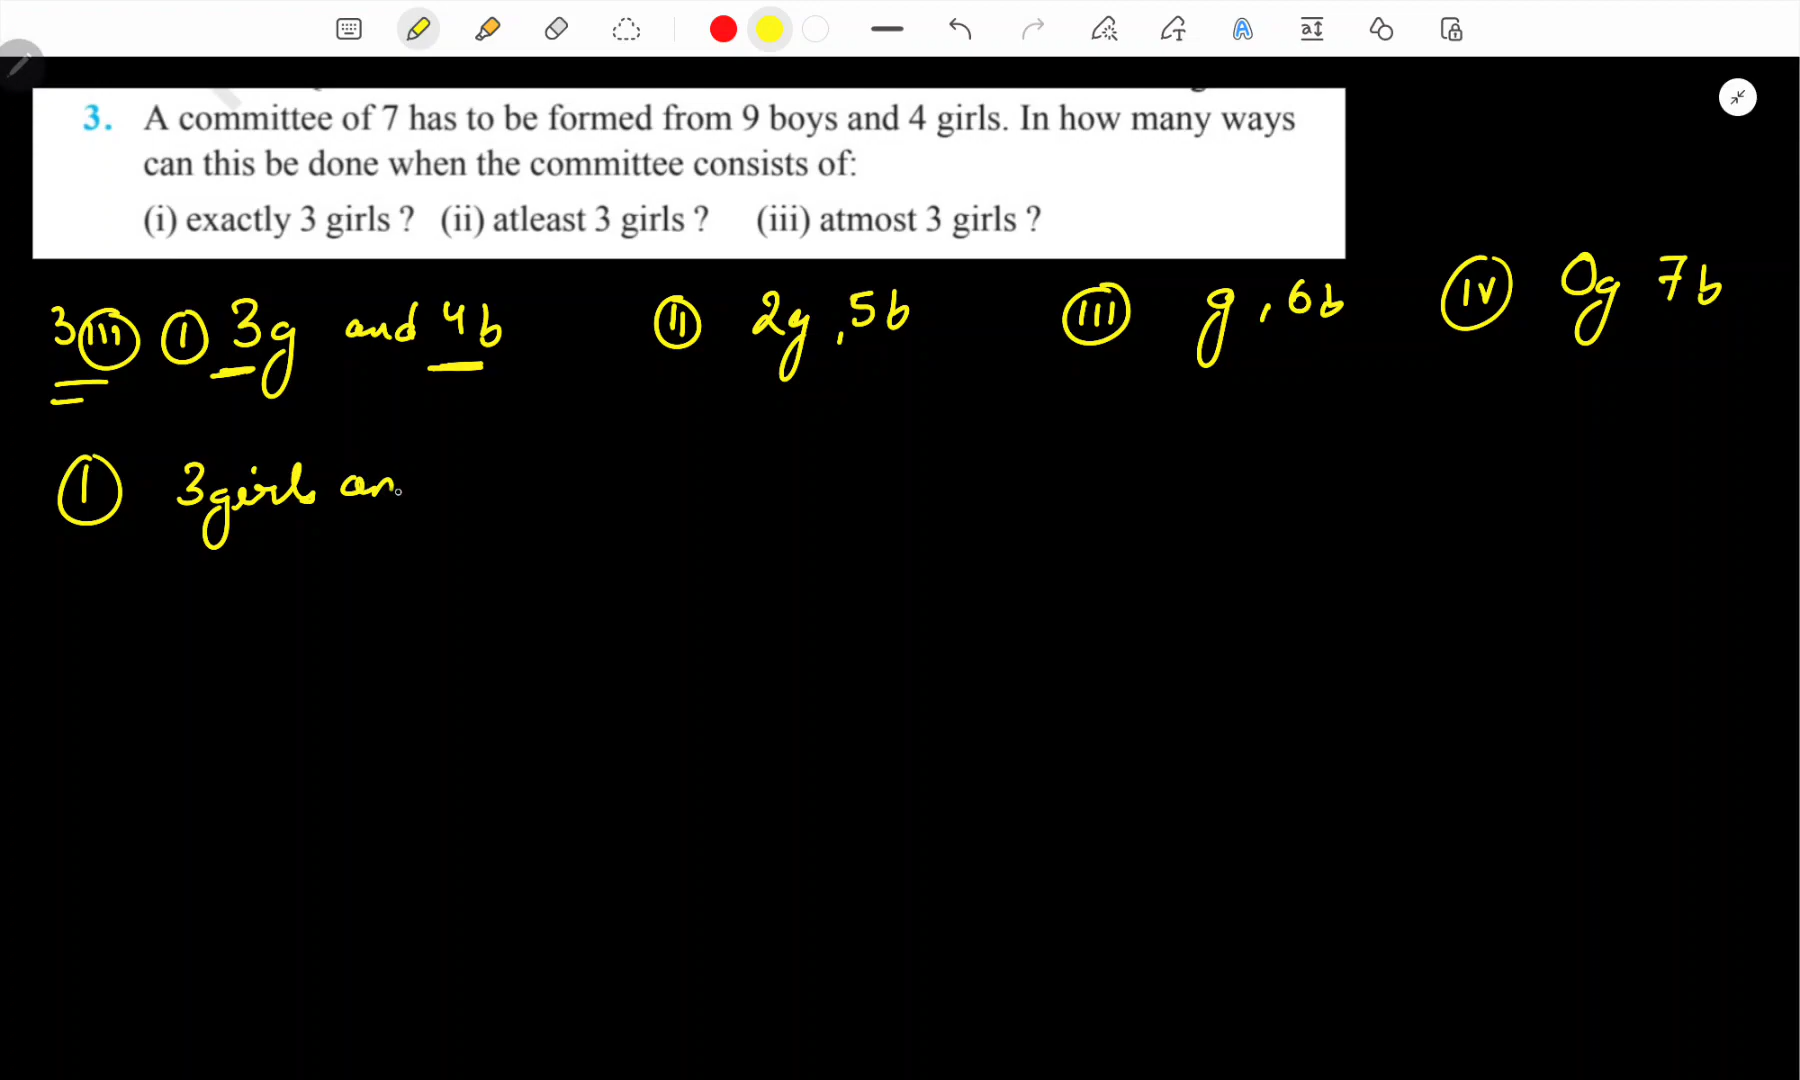 3. A committee of 7 has to be formed from 9 boys and 4 girls. In how many ways
can this be done when the committee consists of:
(i) exactly 3 girls ? (ii) atleast 3 girls ? (iii) atmost 3 girls ?
3 (iii) (I) 3g and 4b (II) 2g, 5b (III) g, 6b (IV) 0g 7b
(I) 3 girls an